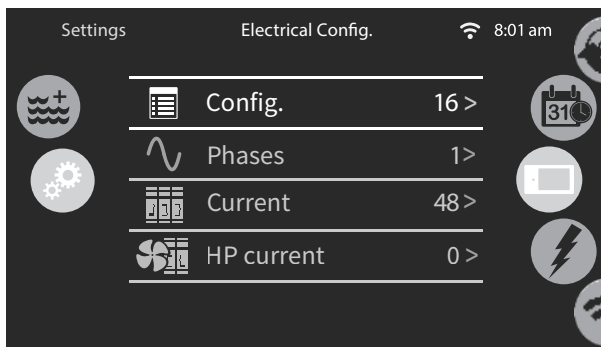 Settings Electrical Config. 8:01 am
Config. 16 >
31
Phases 1 >
Current 48 >
HP current 0 >